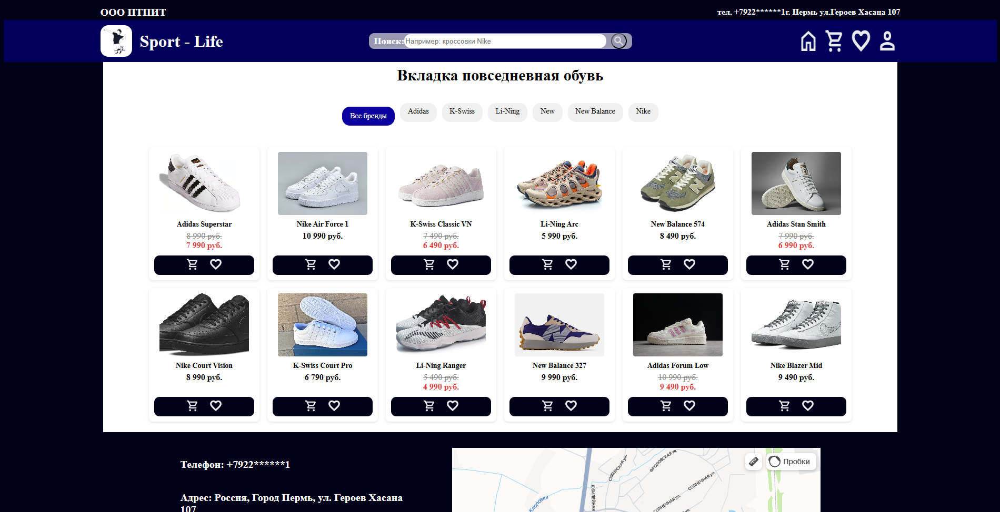 ООО ПТПИТ
тел. +7922******1г. Пермь ул.Героев Хасана 107
Sport - Life
Поиск: Например: кроссовки Nike
Вкладка повседневная обувь
Все бренды Adidas K-Swiss Li-Ning New New Balance Nike
Adidas Superstar
8 990 руб.
7 990 руб.
Nike Air Force 1
10 990 руб.
K-Swiss Classic VN
7 490 руб.
6 490 руб.
Li-Ning Arc
5 990 руб.
New Balance 574
8 490 руб.
Adidas Stan Smith
7 990 руб.
6 990 руб.
Nike Court Vision
8 990 руб.
K-Swiss Court Pro
6 790 руб.
Li-Ning Ranger
5 490 руб.
4 990 руб.
New Balance 327
9 990 руб.
Adidas Forum Low
10 990 руб.
9 490 руб.
Nike Blazer Mid
9 490 руб.
Телефон: +7922******1
Адрес: Россия, Город Пермь, ул. Героев Хасана
107
Пробки
СИБИРСКАЯ ул.
ФРОЛОВСКАЯ ул.
СОЛНЕЧНАЯ ул.
СОЛНЕЧНАЯ ул.
ЮБИЛЕЙНАЯ
Клоповка